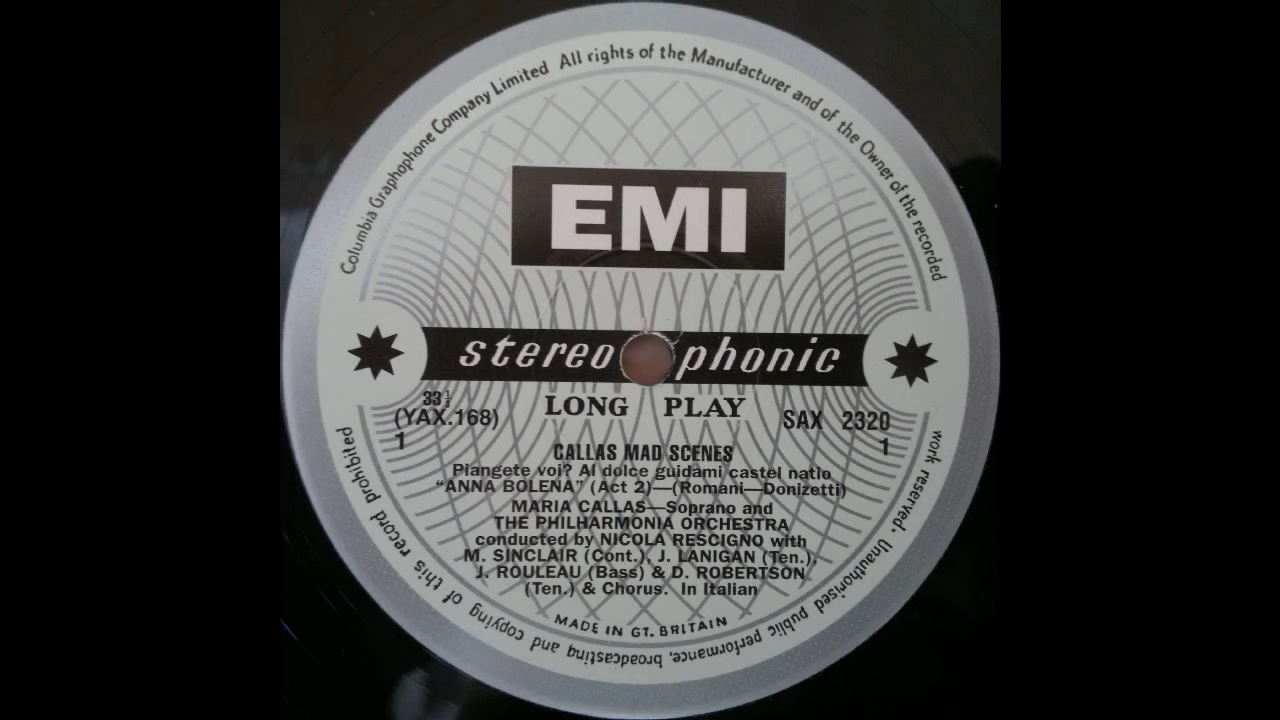 Columbia Graphophone Company Limited All rights of the Manufacturer and of the Owner of the recorded
work reserved. Unauthorised public performance, broadcasting and copying of this record prohibited
EMI
stereophonic
33⅓
LONG PLAY
(YAX.168)
SAX 2320
1
1
CALLAS MAD SCENES
Piangete voi? Al dolce guidami castel natio
“ANNA BOLENA” (Act 2)—(Romani—Donizetti)
MARIA CALLAS—Soprano and
THE PHILHARMONIA ORCHESTRA
conducted by NICOLA RESCIGNO with
M. SINCLAIR (Cont.), J. LANIGAN (Ten.),
J. ROULEAU (Bass) & D. ROBERTSON
(Ten.) & Chorus. In Italian
MADE IN GT. BRITAIN